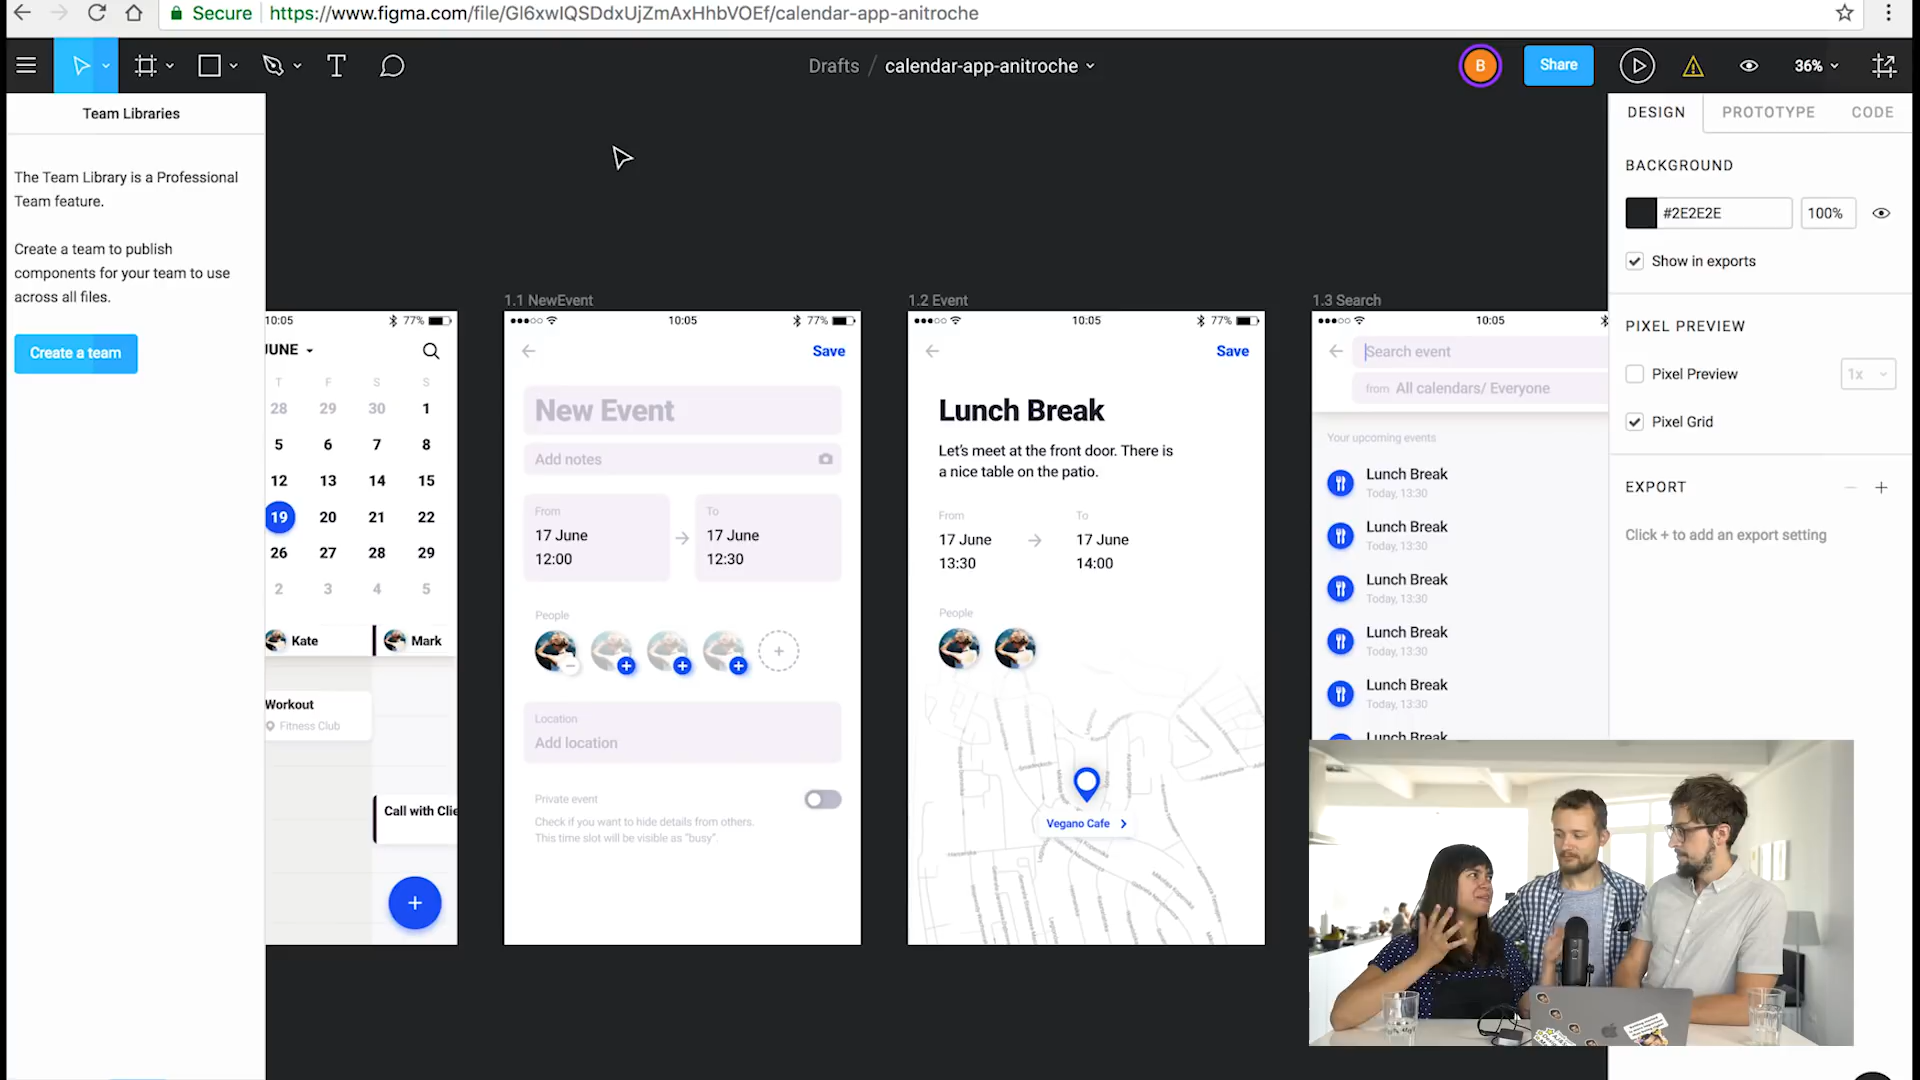 Secure
https://www.figma.com/file/Gl6xwIQSDdxUjZmAxHhbVOEf/calendar-app-anitroche
Drafts / calendar-app-anitroche
B
Share
36%
Team Libraries
The Team Library is a Professional
Team feature.
Create a team to publish
components for your team to use
across all files.
Create a team
10:05
77%
JUNE
T F S S
28 29 30 1
5 6 7 8
12 13 14 15
19 20 21 22
26 27 28 29
2 3 4 5
Kate
Mark
Workout
Fitness Club
Call with Clie
1.1 NewEvent
10:05
77%
Save
New Event
Add notes
From
17 June
12:00
To
17 June
12:30
People
Location
Add location
Private event
Check if you want to hide details from others.
This time slot will be visible as "busy".
1.2 Event
10:05
77%
Save
Lunch Break
Let's meet at the front door. There is
a nice table on the patio.
From
17 June
13:30
To
17 June
14:00
People
Vegano Cafe
1.3 Search
10:05
Search event
from All calendars/ Everyone
Your upcoming events
Lunch Break
Today, 13:30
Lunch Break
Today, 13:30
Lunch Break
Today, 13:30
Lunch Break
Today, 13:30
Lunch Break
Today, 13:30
Lunch Break
DESIGN
PROTOTYPE
CODE
BACKGROUND
#2E2E2E
100%
Show in exports
PIXEL PREVIEW
Pixel Preview
1x
Pixel Grid
EXPORT
Click + to add an export setting